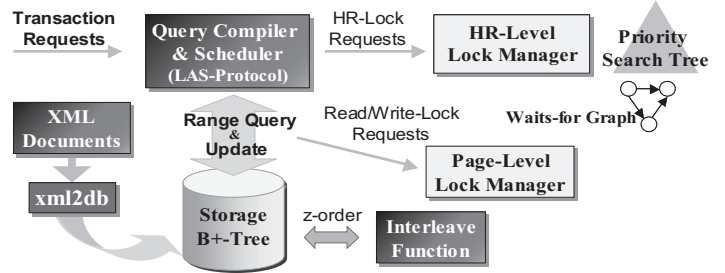 Transaction
Requests
Query Compiler
& Scheduler
(LAS-Protocol)
HR-Lock
Requests
HR-Level
Lock Manager
Priority
Search Tree
Waits-for Graph
XML
Documents
Range Query
&
Update
Read/Write-Lock
Requests
Page-Level
Lock Manager
xml2db
Storage
B+-Tree
z-order
Interleave
Function